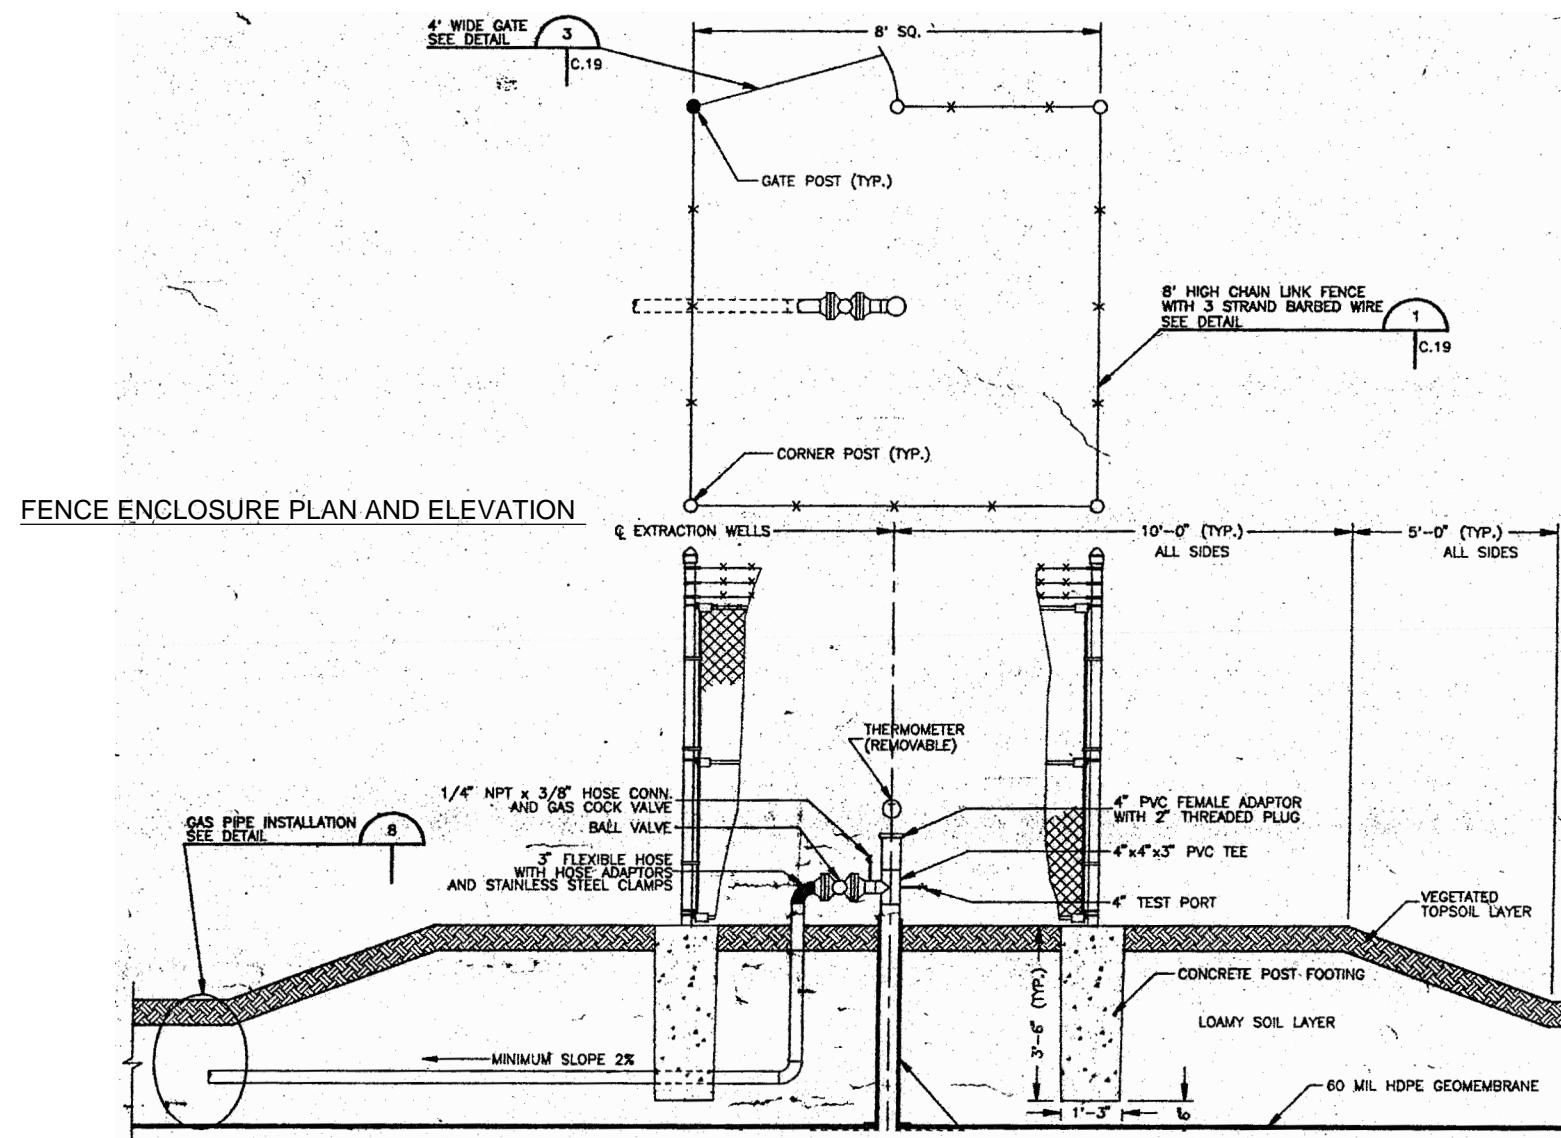 4' WIDE GATE
SEE DETAIL
3
C.19
8' SQ.
GATE POST (TYP.)
8' HIGH CHAIN LINK FENCE
WITH 3 STRAND BARBED WIRE
SEE DETAIL
1
C.19
CORNER POST (TYP.)
FENCE ENCLOSURE PLAN AND ELEVATION
℄ EXTRACTION WELLS
10'-0" (TYP.)
ALL SIDES
5'-0" (TYP.)
ALL SIDES
THERMOMETER
(REMOVABLE)
1/4" NPT x 3/8" HOSE CONN.
AND GAS COCK VALVE
BALL VALVE
3" FLEXIBLE HOSE
WITH HOSE ADAPTORS
AND STAINLESS STEEL CLAMPS
4" PVC FEMALE ADAPTOR
WITH 2" THREADED PLUG
4"x4"x3" PVC TEE
4" TEST PORT
GAS PIPE INSTALLATION
SEE DETAIL
8
VEGETATED
TOPSOIL LAYER
CONCRETE POST FOOTING
3'-6" (TYP.)
LOAMY SOIL LAYER
MINIMUM SLOPE 2%
60 MIL HDPE GEOMEMBRANE
1'-3"